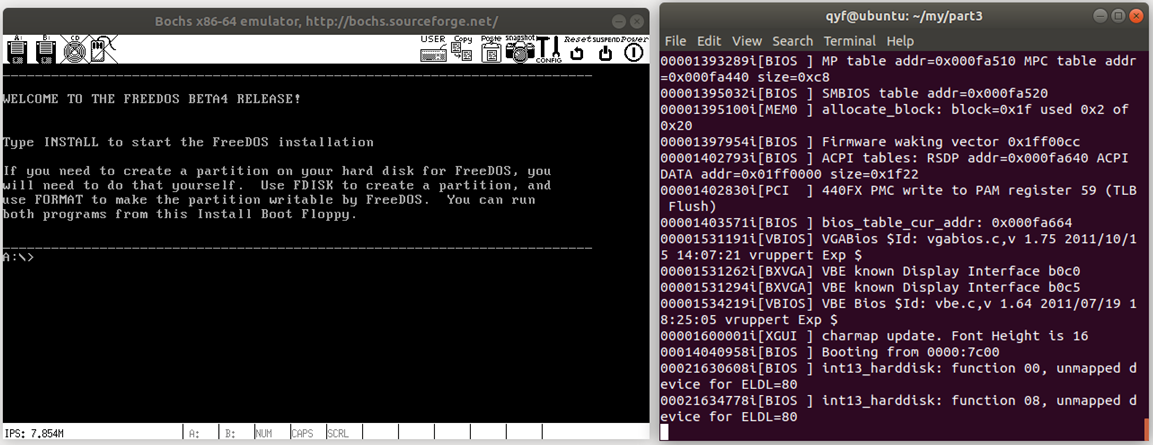 Bochs x86-64 emulator, http://bochs.sourceforge.net/
A: B: CD USER Copy Paste snapshot CONFIG Reset SUSPEND Power
WELCOME TO THE FREEDOS BETA4 RELEASE!
Type INSTALL to start the FreeDOS installation
If you need to create a partition on your hard disk for FreeDOS, you
will need to do that yourself.  Use FDISK to create a partition, and
use FORMAT to make the partition writable by FreeDOS.  You can run
both programs from this Install Boot Floppy.
A:\>
IPS: 7.854M A: B: NUM CAPS SCRL
qyf@ubuntu: ~/my/part3
File Edit View Search Terminal Help
00001393289i[BIOS ] MP table addr=0x000fa510 MPC table addr
=0x000fa440 size=0xc8
00001395032i[BIOS ] SMBIOS table addr=0x000fa520
00001395100i[MEM0 ] allocate_block: block=0x1f used 0x2 of
0x20
00001397954i[BIOS ] Firmware waking vector 0x1ff00cc
00001402793i[BIOS ] ACPI tables: RSDP addr=0x000fa640 ACPI
DATA addr=0x01ff0000 size=0x1f22
00001402830i[PCI  ] 440FX PMC write to PAM register 59 (TLB
Flush)
00001403571i[BIOS ] bios_table_cur_addr: 0x000fa664
00001531191i[VBIOS] VGABios $Id: vgabios.c,v 1.75 2011/10/1
5 14:07:21 vruppert Exp $
00001531262i[BXVGA] VBE known Display Interface b0c0
00001531294i[BXVGA] VBE known Display Interface b0c5
00001534219i[VBIOS] VBE Bios $Id: vbe.c,v 1.64 2011/07/19 1
8:25:05 vruppert Exp $
00001600001i[XGUI ] charmap update. Font Height is 16
00014040958i[BIOS ] Booting from 0000:7c00
00021630608i[BIOS ] int13_harddisk: function 00, unmapped d
evice for ELDL=80
00021634778i[BIOS ] int13_harddisk: function 08, unmapped d
evice for ELDL=80